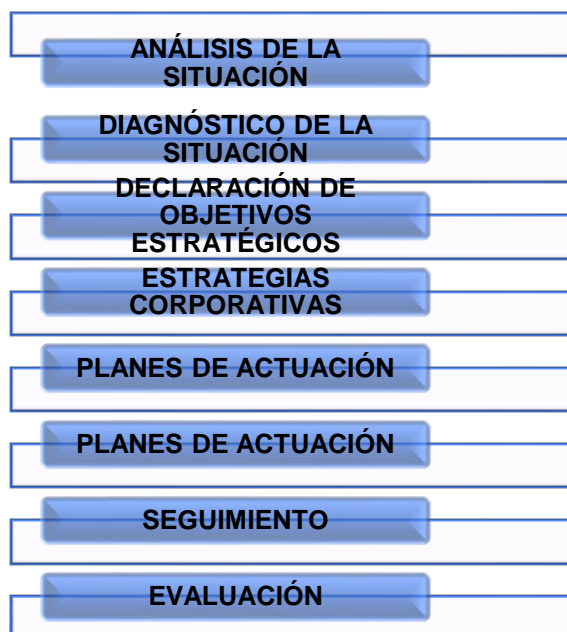 ANÁLISIS DE LA
SITUACIÓN
DIAGNÓSTICO DE LA
SITUACIÓN
DECLARACIÓN DE
OBJETIVOS
ESTRATÉGICOS
ESTRATEGIAS
CORPORATIVAS
PLANES DE ACTUACIÓN
PLANES DE ACTUACIÓN
SEGUIMIENTO
EVALUACIÓN